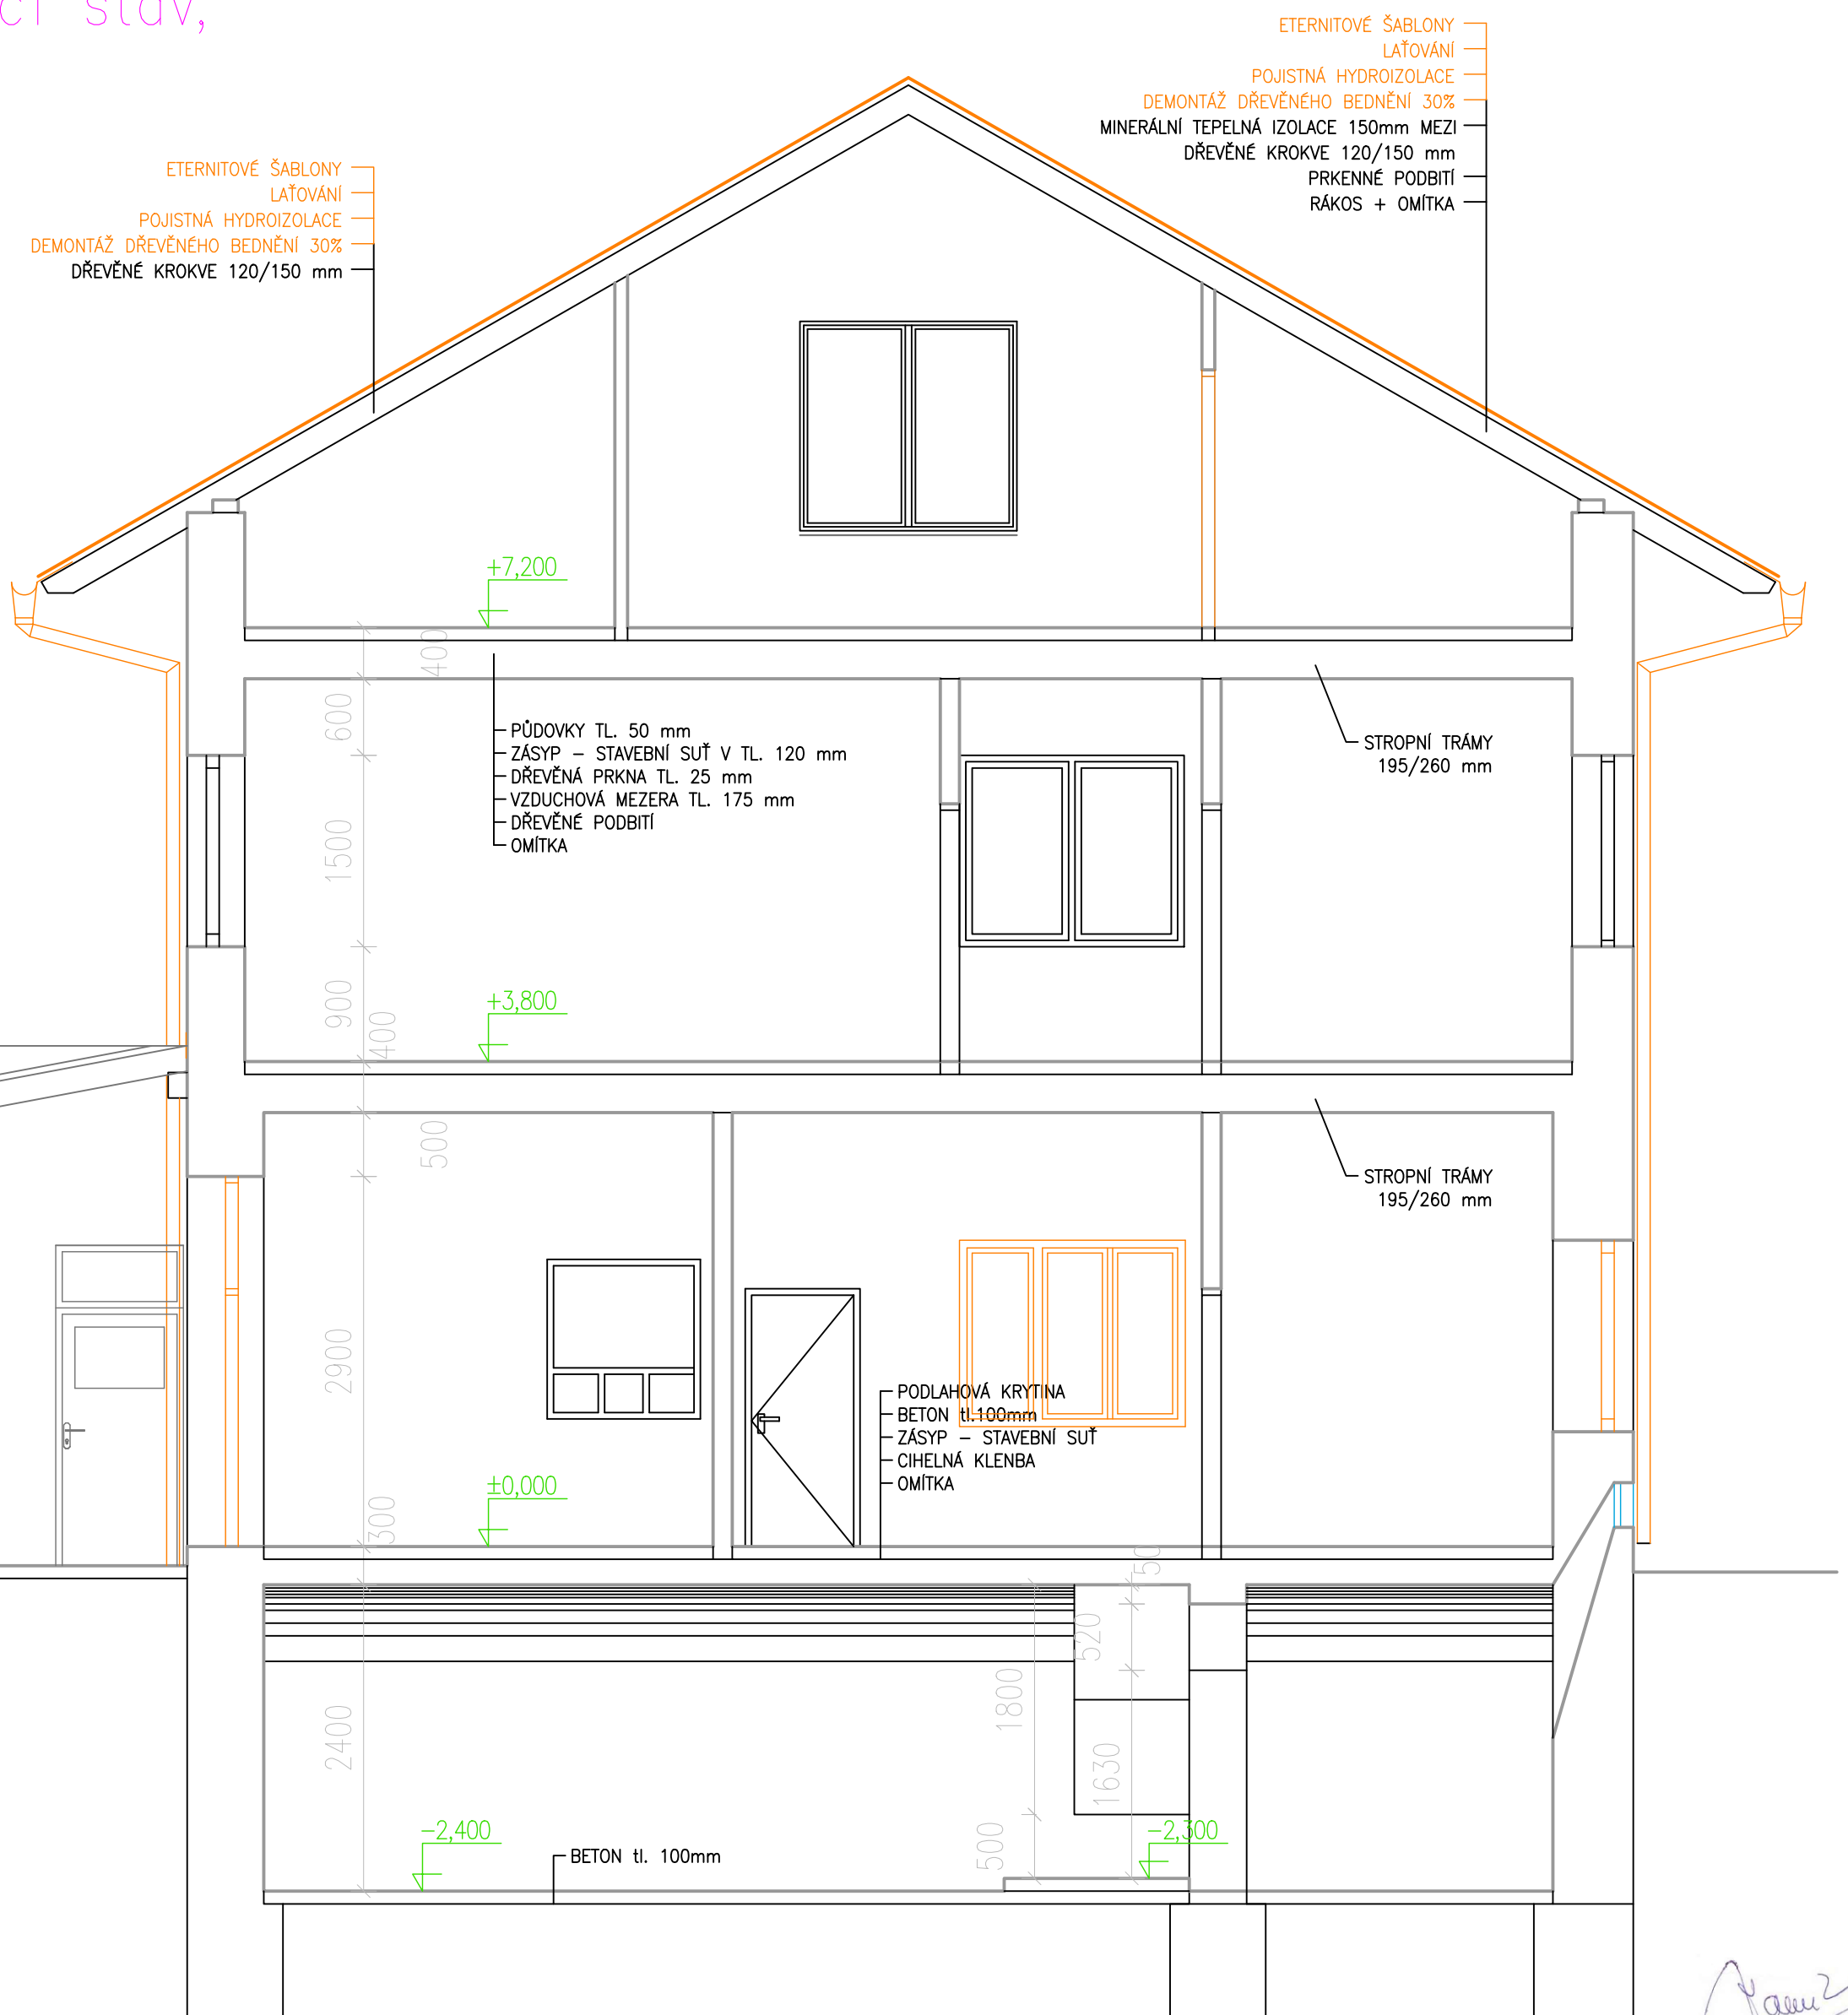 cí stav,
ETERNITOVÉ ŠABLONY
LAŤOVÁNÍ
POJISTNÁ HYDROIZOLACE
DEMONTÁŽ DŘEVĚNÉHO BEDNĚNÍ 30%
MINERÁLNÍ TEPELNÁ IZOLACE 150mm MEZI
DŘEVĚNÉ KROKVE 120/150 mm
PRKENNÉ PODBITÍ
RÁKOS + OMÍTKA
ETERNITOVÉ ŠABLONY
LAŤOVÁNÍ
POJISTNÁ HYDROIZOLACE
DEMONTÁŽ DŘEVĚNÉHO BEDNĚNÍ 30%
DŘEVĚNÉ KROKVE 120/150 mm
+7,200
400
600
PŮDOVKY TL. 50 mm
ZÁSYP – STAVEBNÍ SUŤ V TL. 120 mm
DŘEVĚNÁ PRKNA TL. 25 mm
VZDUCHOVÁ MEZERA TL. 175 mm
DŘEVĚNÉ PODBITÍ
OMÍTKA
STROPNÍ TRÁMY
195/260 mm
1500
900
400
+3,800
500
STROPNÍ TRÁMY
195/260 mm
2900
PODLAHOVÁ KRYTINA
BETON tl.100mm
ZÁSYP – STAVEBNÍ SUŤ
CIHELNÁ KLENBA
OMÍTKA
±0,000
300
50
520
1800
2400
1630
500
-2,400
-2,300
BETON tl. 100mm